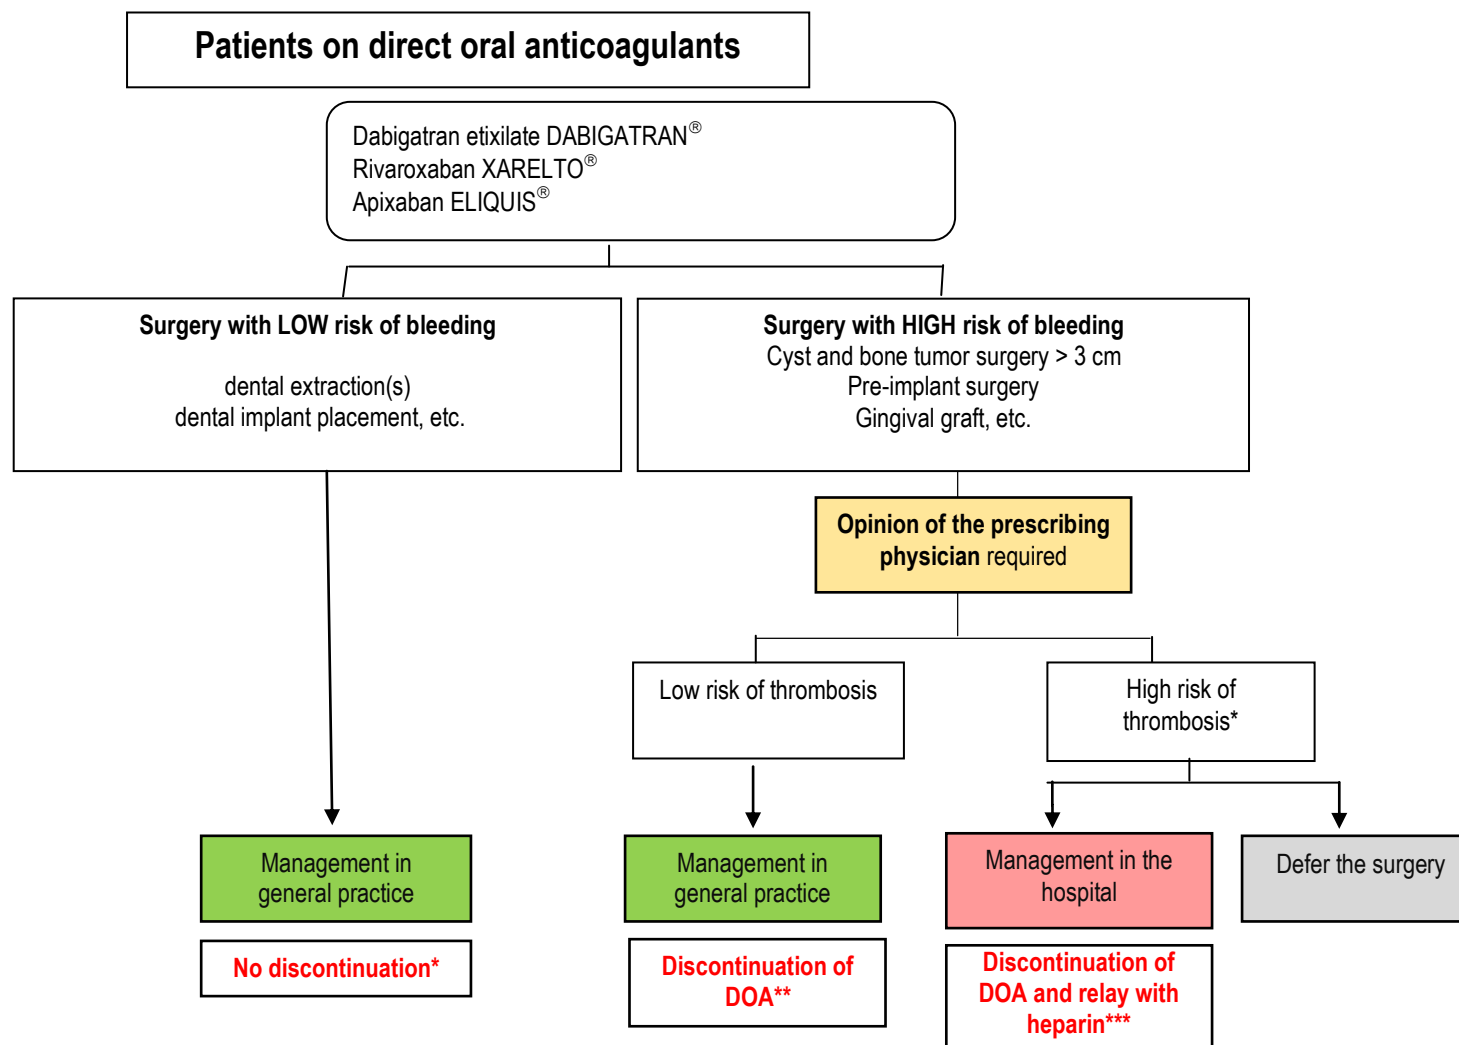 Patients on direct oral anticoagulants
Dabigatran etixilate DABIGATRAN®
Rivaroxaban XARELTO®
Apixaban ELIQUIS®
Surgery with LOW risk of bleeding
dental extraction(s)
dental implant placement, etc.
Surgery with HIGH risk of bleeding
Cyst and bone tumor surgery > 3 cm
Pre-implant surgery
Gingival graft, etc.
Opinion of the prescribing
physician required
Low risk of thrombosis
High risk of
thrombosis*
Management in
general practice
Management in
general practice
Management in the
hospital
Defer the surgery
No discontinuation*
Discontinuation of
DOA**
Discontinuation of
DOA and relay with
heparin***